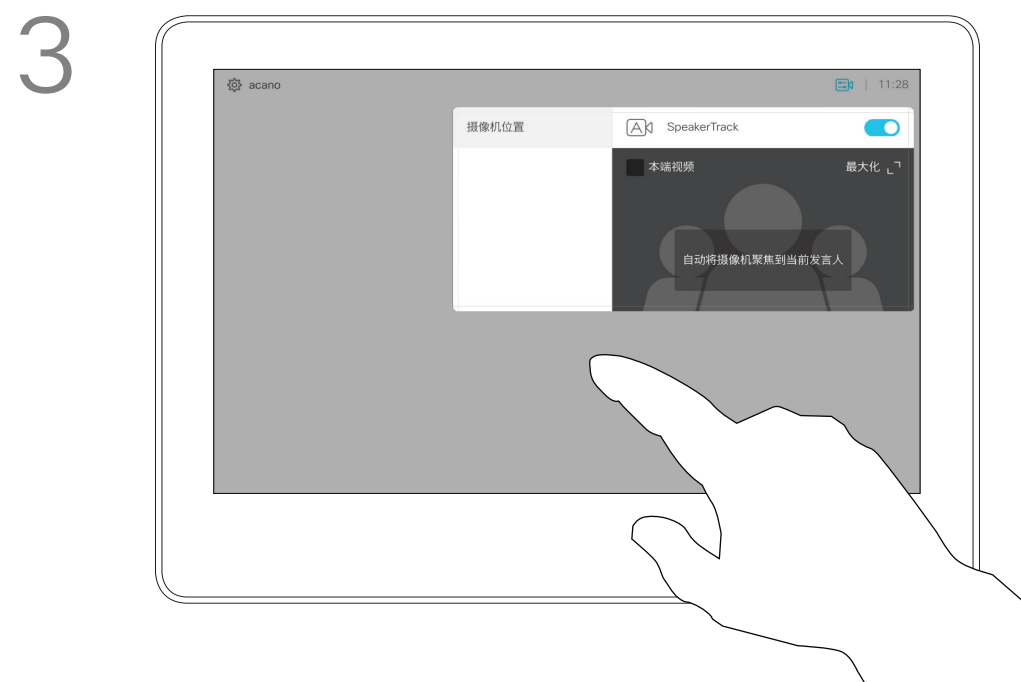 3
acano
11:28
摄像机位置
SpeakerTrack
本端视频
最大化
自动将摄像机聚焦到当前发言人